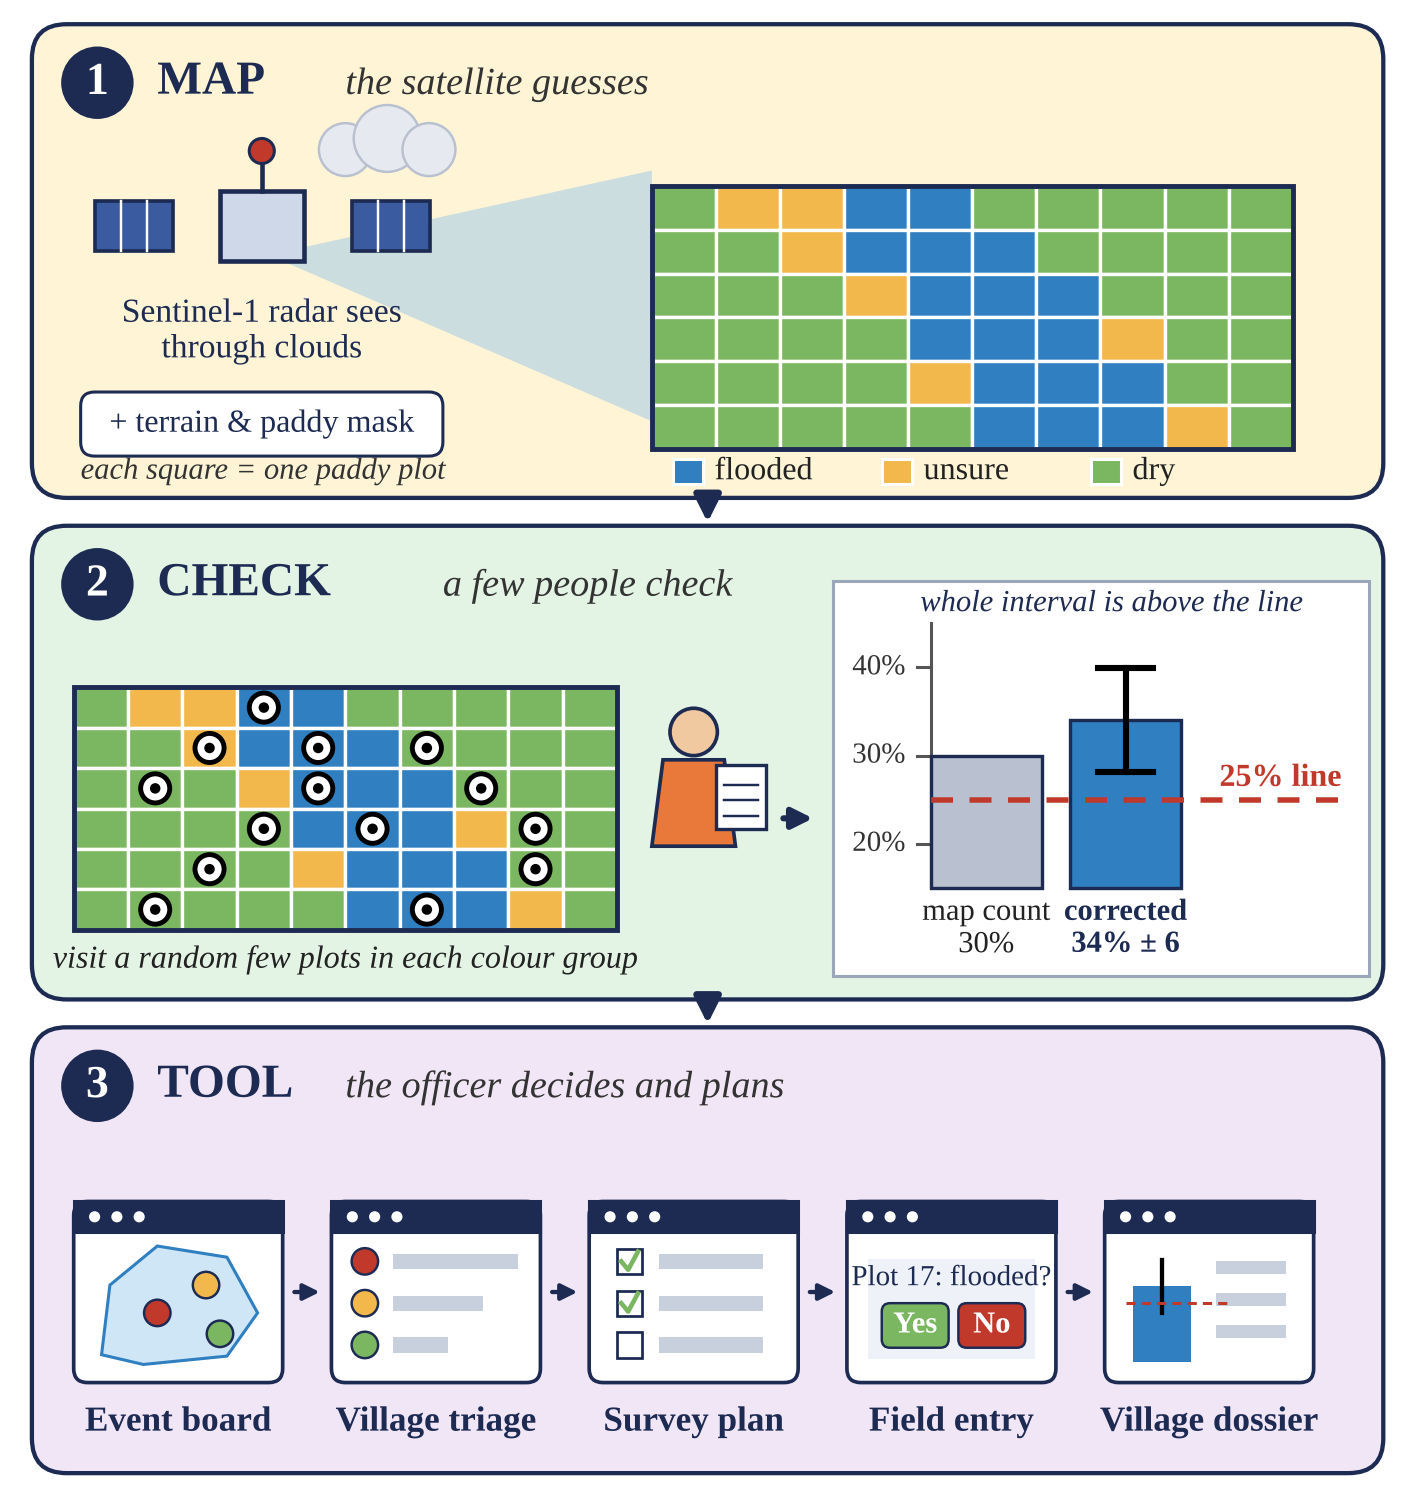 1 MAP the satellite guesses
Sentinel-1 radar sees
through clouds
+ terrain & paddy mask
each square = one paddy plot
flooded unsure dry
2 CHECK a few people check
visit a random few plots in each colour group
whole interval is above the line
40%
30%
20%
25% line
map count corrected
30% 34% ± 6
3 TOOL the officer decides and plans
Plot 17: flooded?
Yes No
Event board Village triage Survey plan Field entry Village dossier